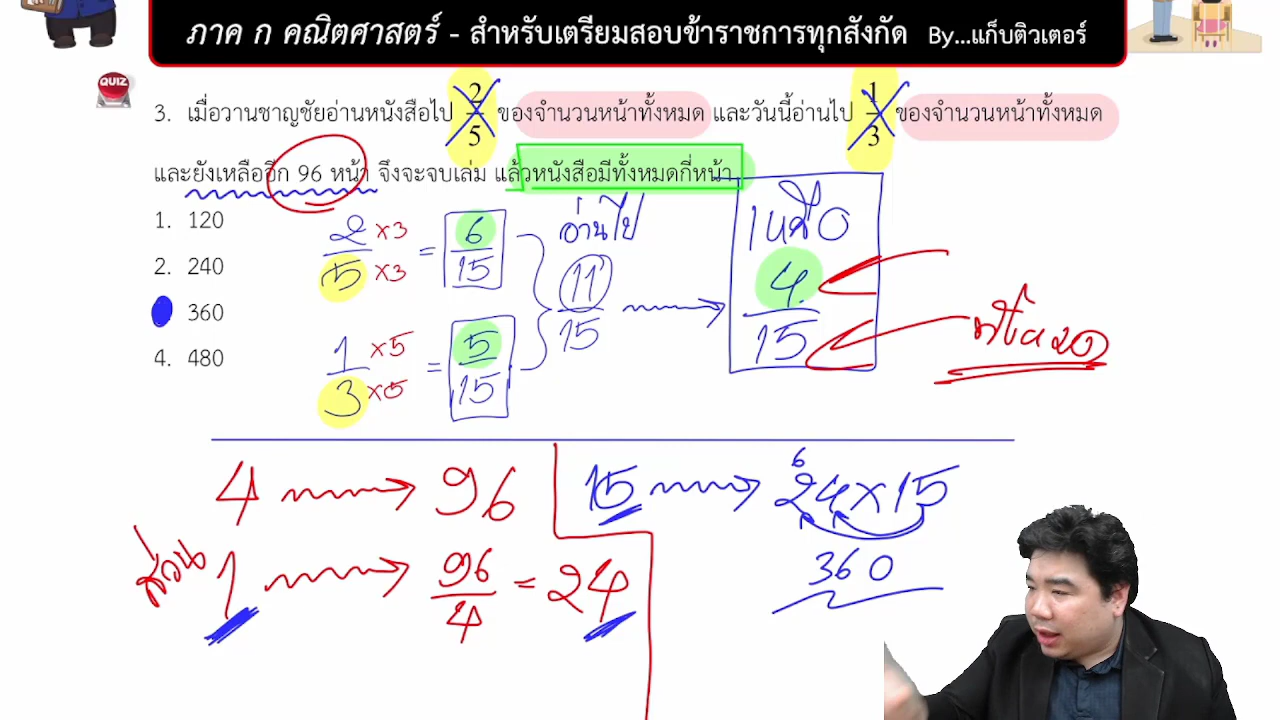 ภาค ก คณิตศาสตร์ - สำหรับเตรียมสอบข้าราชการทุกสังกัด By...แก็บติวเตอร์
QUIZ
3. เมื่อวานชาญชัยอ่านหนังสือไป 2/5 ของจำนวนหน้าทั้งหมด และวันนี้อ่านไป 1/3 ของจำนวนหน้าทั้งหมด
และยังเหลืออีก 96 หน้า จึงจะจบเล่ม แล้วหนังสือมีทั้งหมดกี่หน้า
1. 120
2. 240
360
4. 480
2/5 ×3 ×3 = 6/15
1/3 ×5 ×5 = 5/15
อ่านไป
11/15
เหลือ
4/15
4 → 96
ส่วน 1 → 96/4 = 24
15 → 24×15
6
360